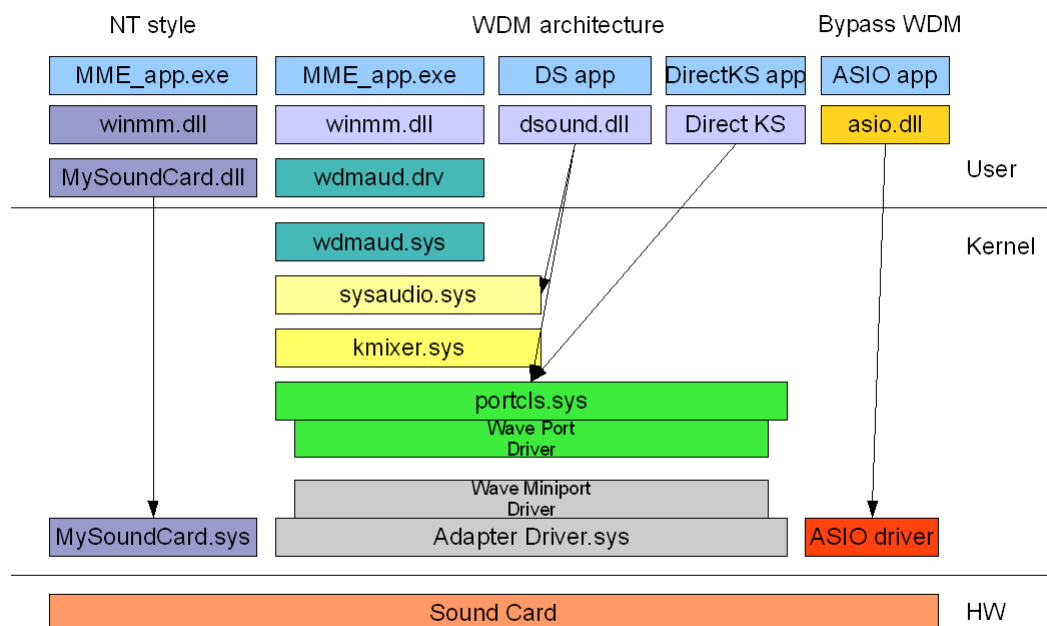 NT style
WDM architecture
Bypass WDM
MME_app.exe
MME_app.exe
DS app
DirectKS app
ASIO app
winmm.dll
winmm.dll
dsound.dll
Direct KS
asio.dll
MySoundCard.dll
wdmaud.drv
User
wdmaud.sys
Kernel
sysaudio.sys
kmixer.sys
portcls.sys
Wave Port
Driver
Wave Miniport
Driver
MySoundCard.sys
Adapter Driver.sys
ASIO driver
Sound Card
HW